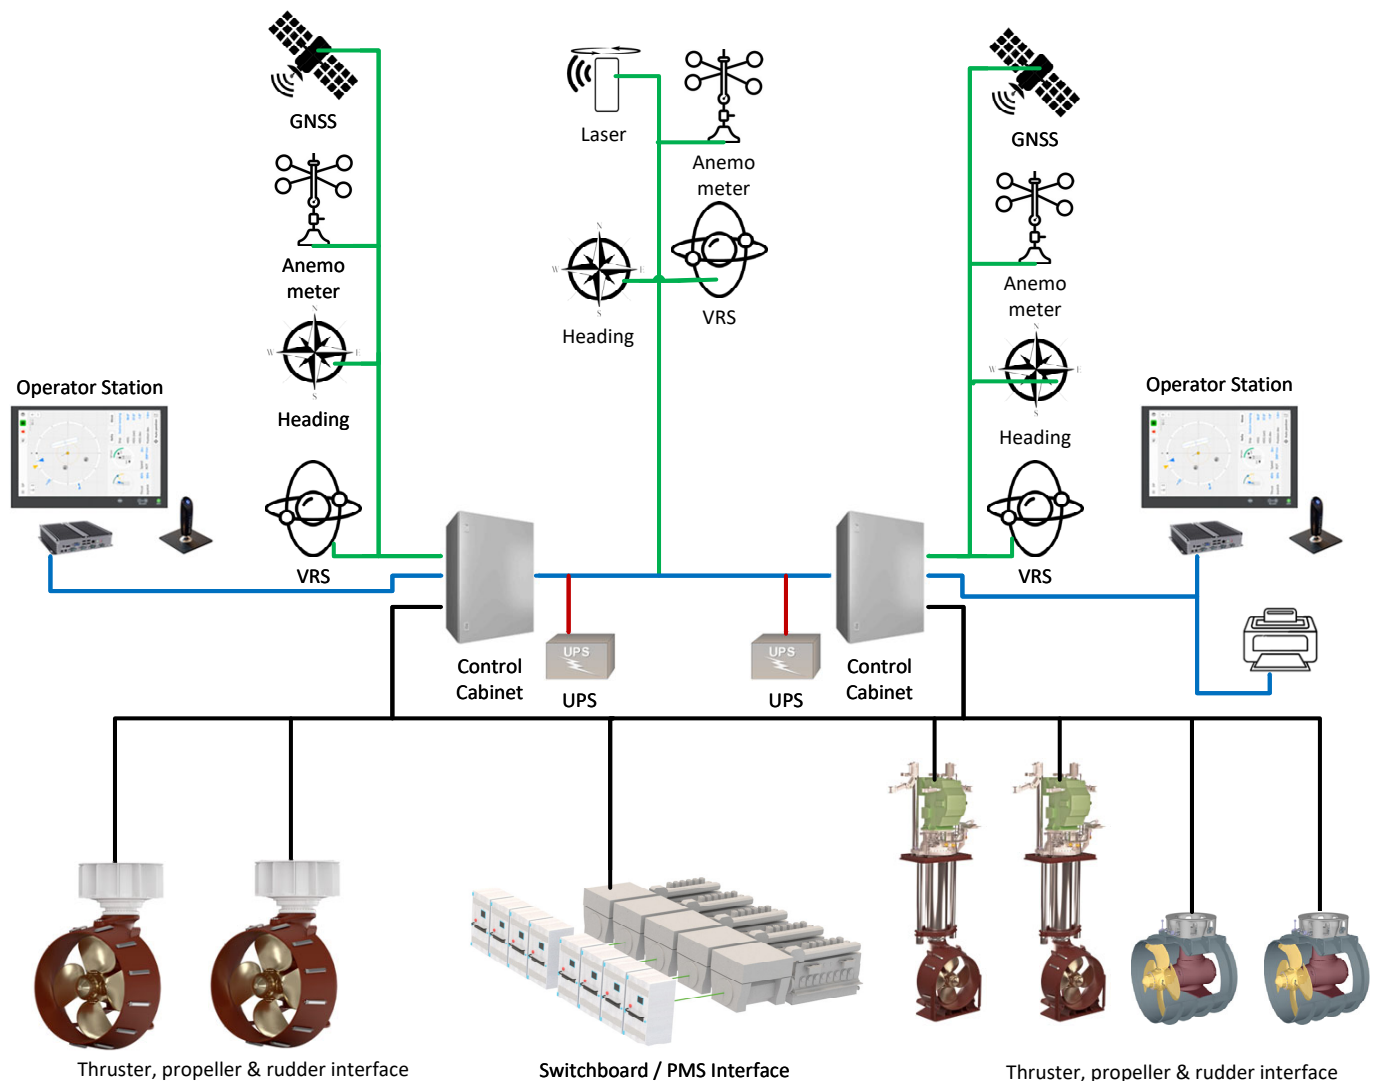 GNSS
Laser
Anemo
meter
GNSS
Anemo
meter
N
W
E
S
Heading
VRS
Anemo
meter
N
W
E
S
Heading
N
W
E
S
Heading
Operator Station
Operator Station
VRS
VRS
Control
Cabinet
UPS
UPS
UPS
UPS
Control
Cabinet
Thruster, propeller & rudder interface
Switchboard / PMS Interface
Thruster, propeller & rudder interface